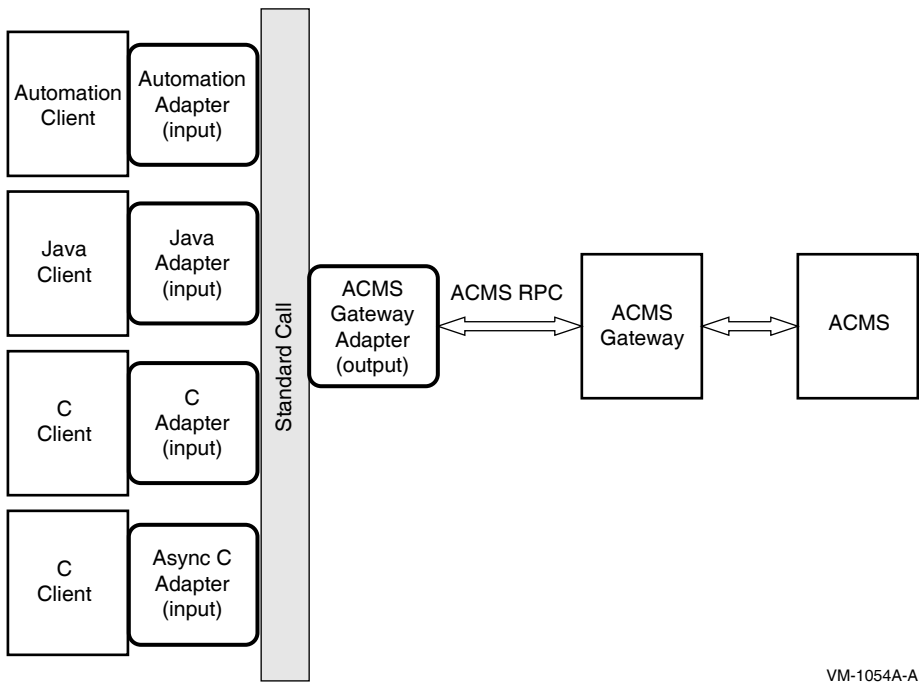 Automation
Client
Automation
Adapter
(input)
Java
Client
Java
Adapter
(input)
C
Client
C
Adapter
(input)
C
Client
Async C
Adapter
(input)
Standard Call
ACMS
Gateway
Adapter
(output)
ACMS RPC
ACMS
Gateway
ACMS
VM-1054A-AI